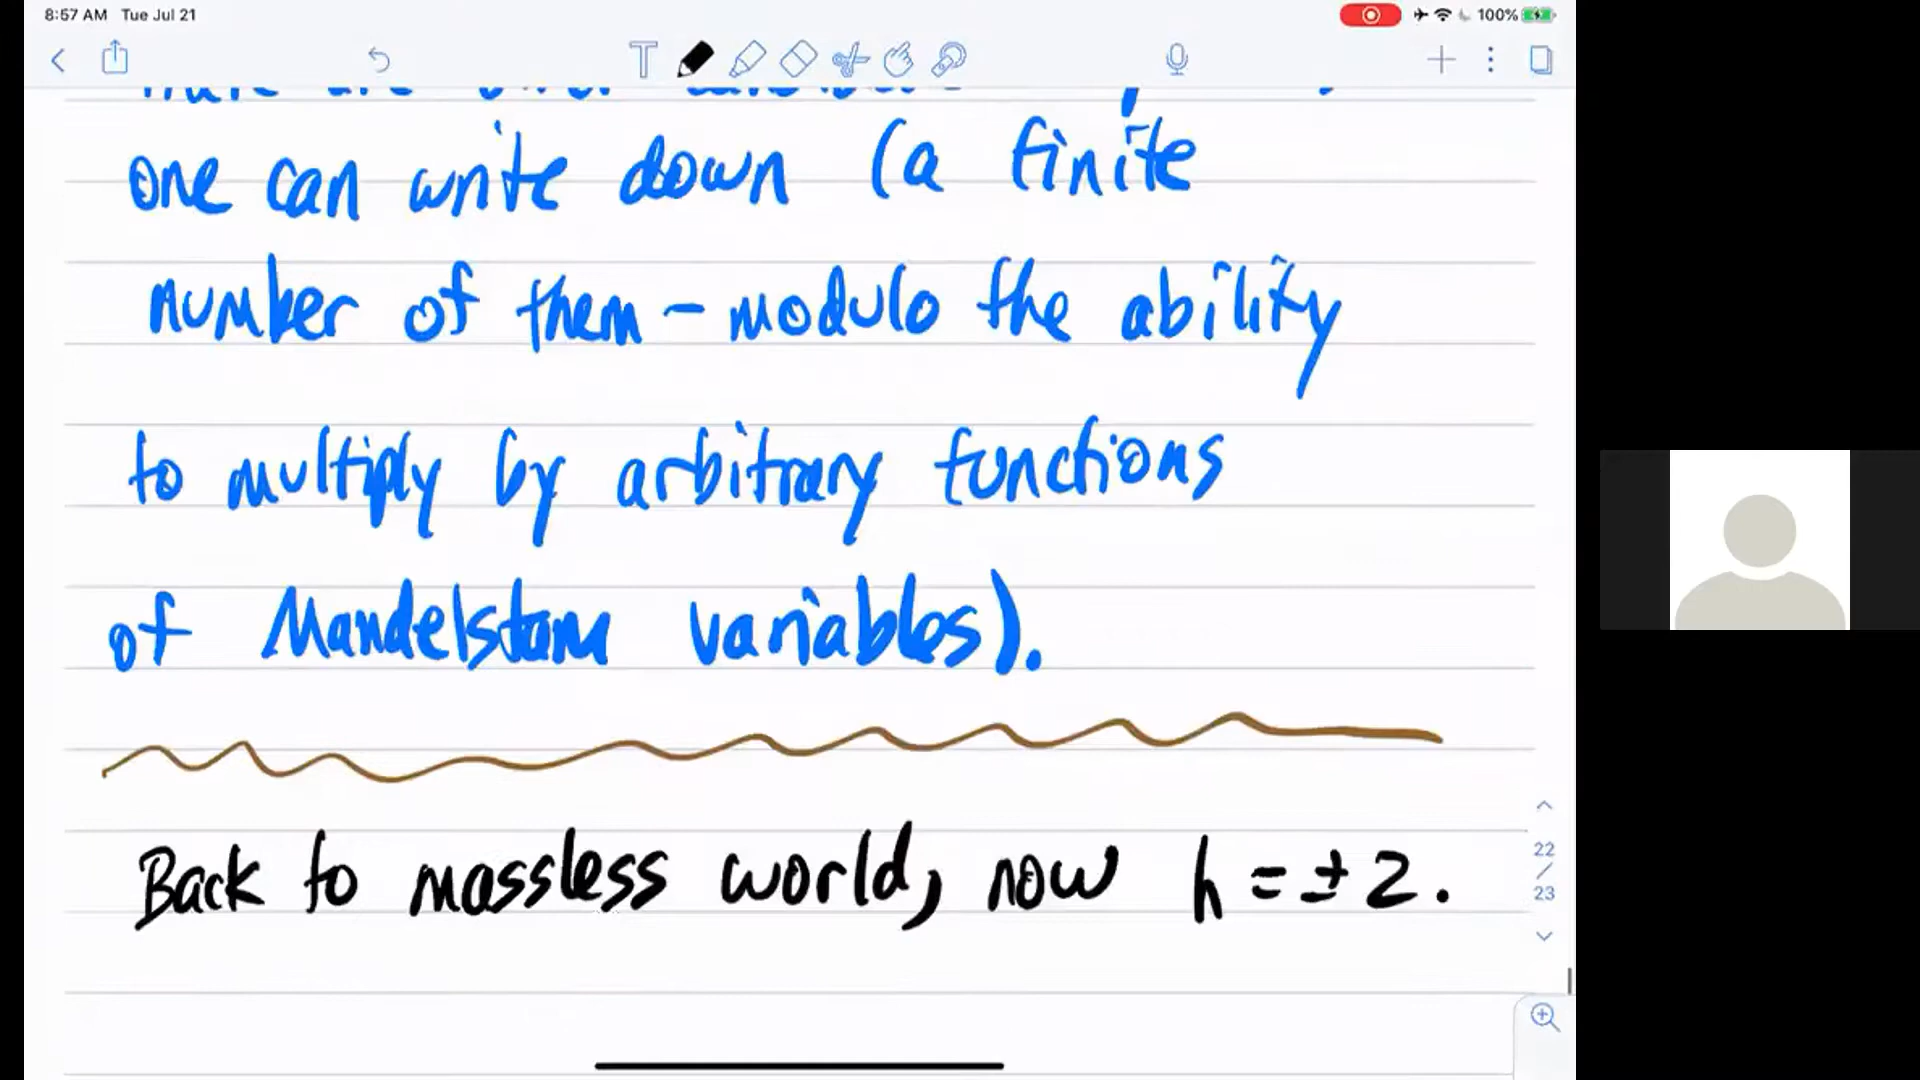 8:57 AM Tue Jul 21
100%
T
one can write down (a finite
number of them - modulo the ability
to multiply by arbitrary functions
of Mandelstam variables).
Back to massless world, now h = ± 2.
22
/
23